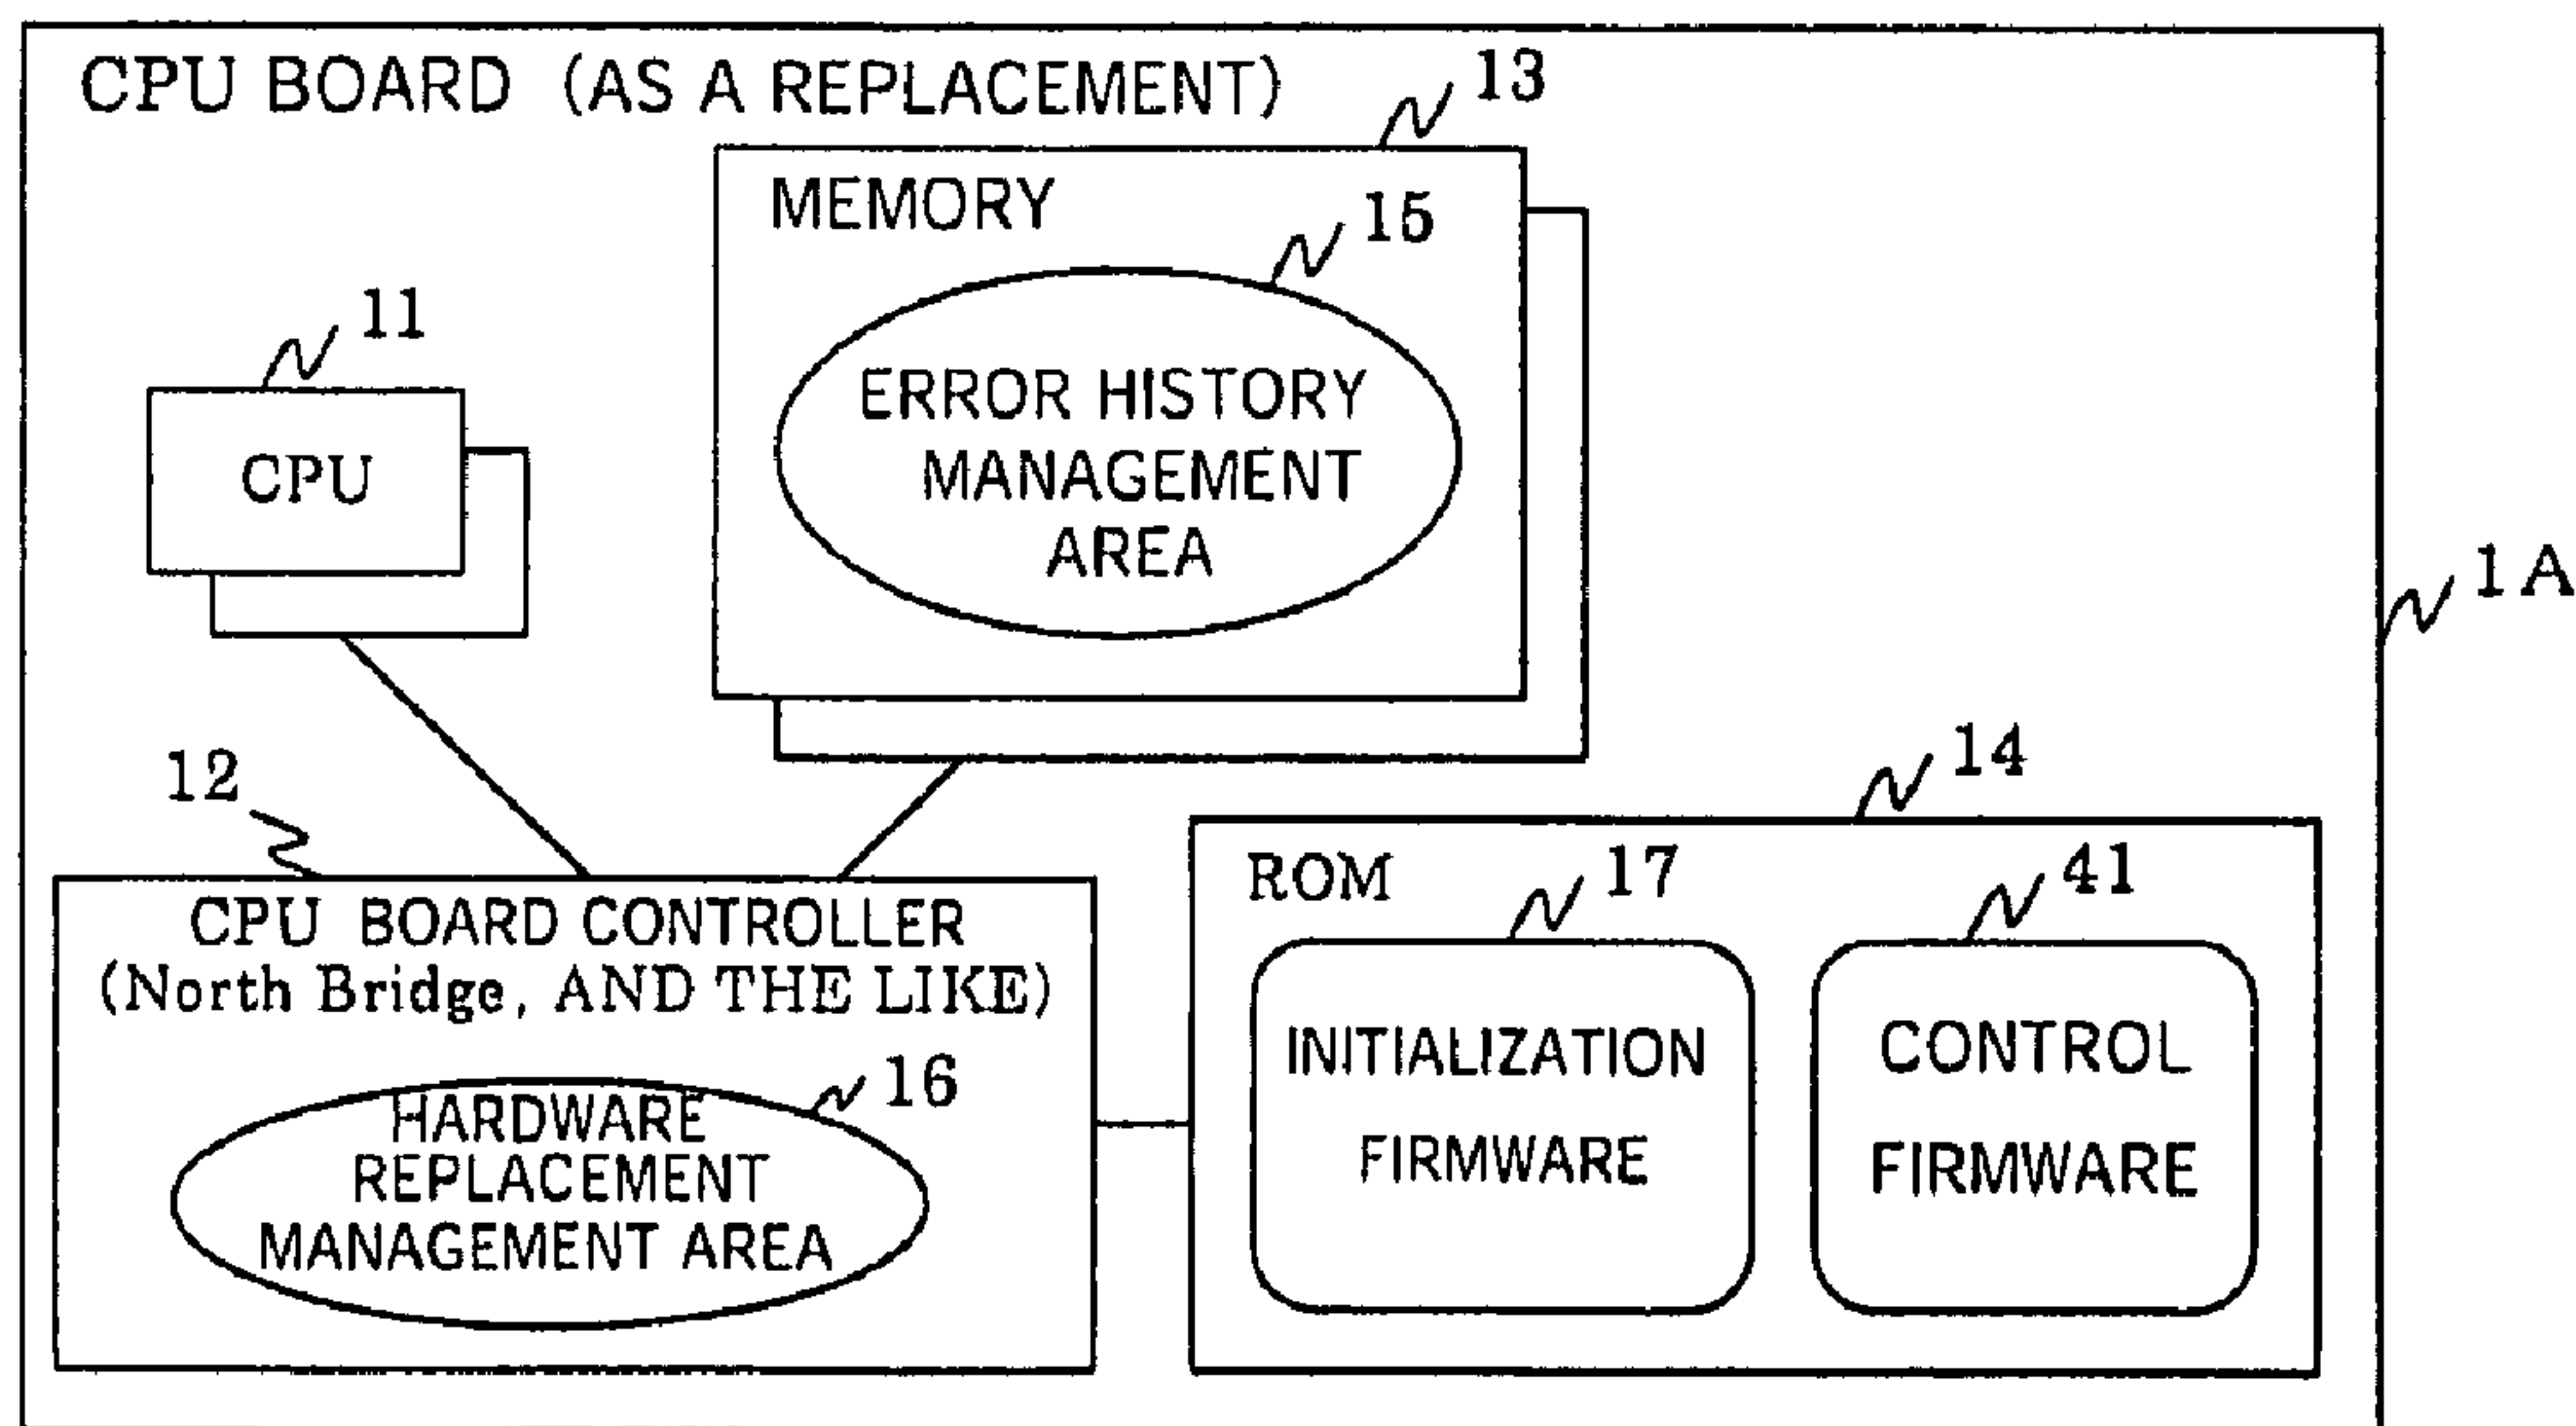 CPU BOARD (AS A REPLACEMENT)
13
MEMORY
15
ERROR HISTORY
MANAGEMENT
AREA
11
CPU
1A
12
CPU BOARD CONTROLLER
(North Bridge, AND THE LIKE)
16
HARDWARE
REPLACEMENT
MANAGEMENT AREA
14
ROM
17
INITIALIZATION
FIRMWARE
41
CONTROL
FIRMWARE